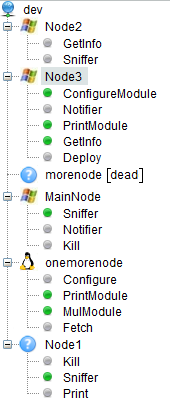 dev
Node2
GetInfo
Sniffer
Node3
ConfigureModule
Notifier
PrintModule
GetInfo
Deploy
morenode [dead]
MainNode
Sniffer
Notifier
Kill
onemorenode
Configure
PrintModule
MulModule
Fetch
Node1
Kill
Sniffer
Print